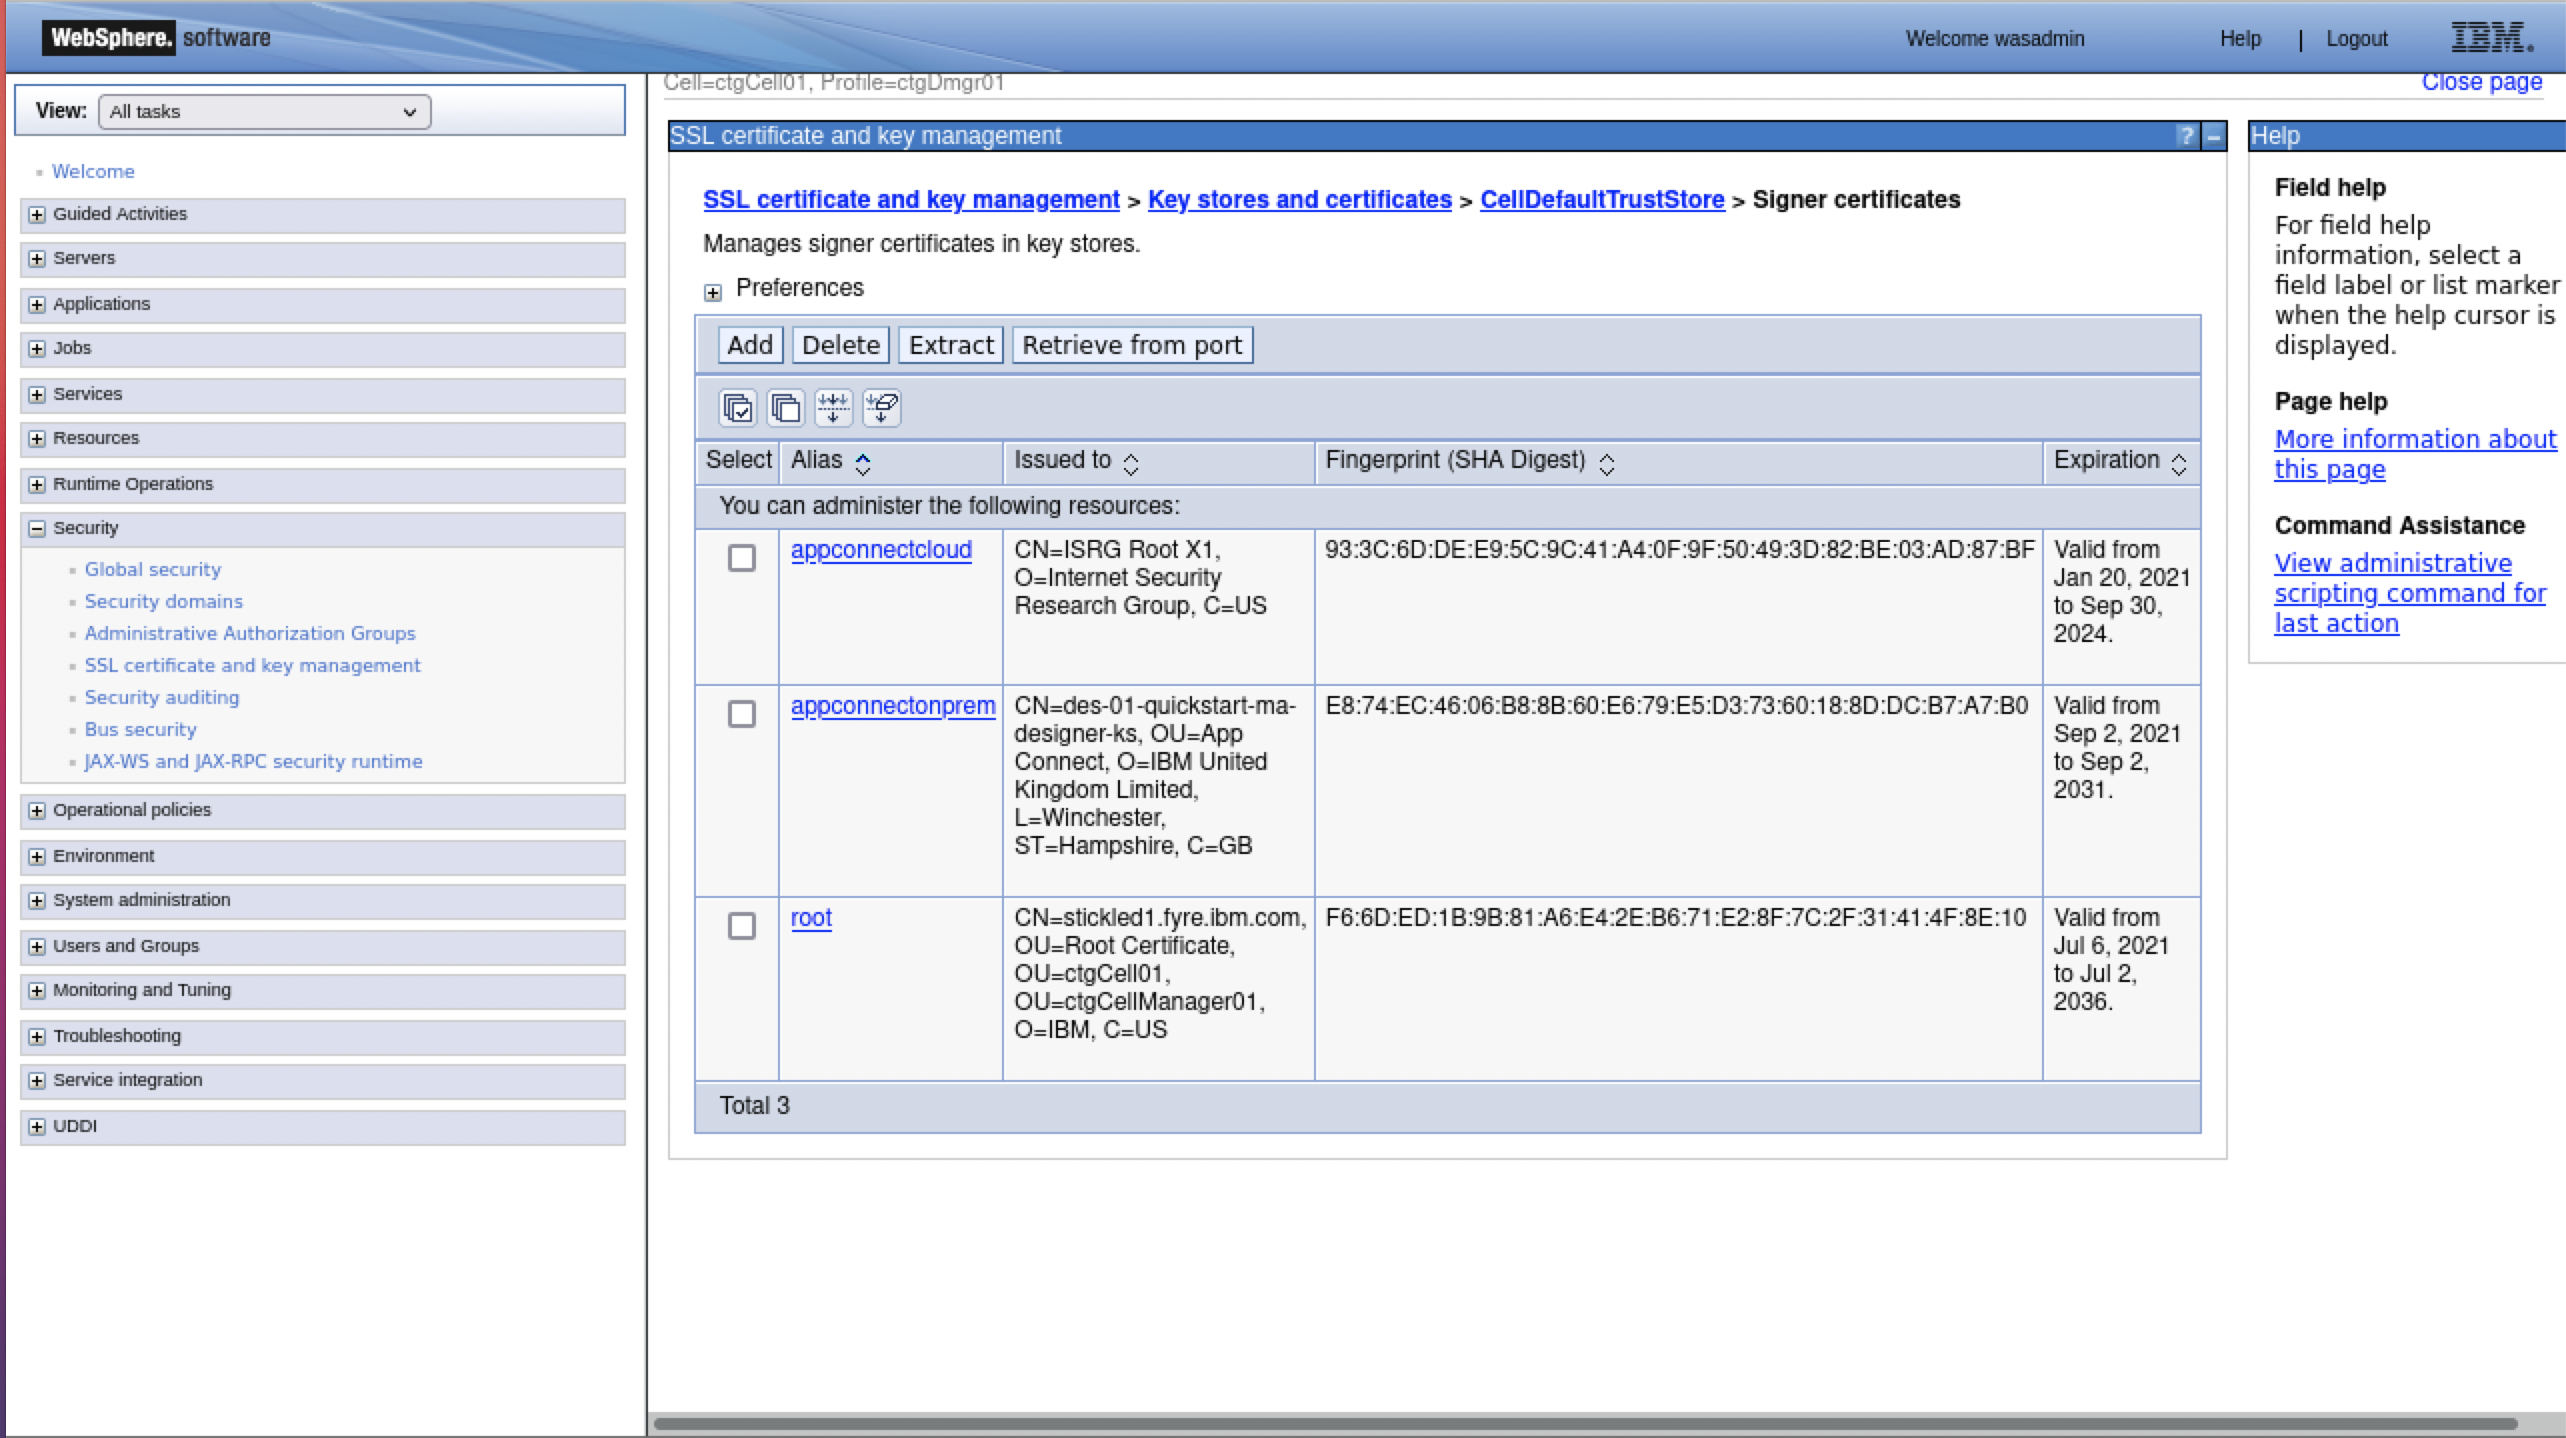 WebSphere. software
Welcome wasadmin
Help | Logout
IBM.
View: All tasks
Welcome
Guided Activities
Servers
Applications
Jobs
Services
Resources
Runtime Operations
Security
Global security
Security domains
Administrative Authorization Groups
SSL certificate and key management
Security auditing
Bus security
JAX-WS and JAX-RPC security runtime
Operational policies
Environment
System administration
Users and Groups
Monitoring and Tuning
Troubleshooting
Service integration
UDDI
Cell=ctgCell01, Profile=ctgDmgr01
Close page
SSL certificate and key management
? –
SSL certificate and key management > Key stores and certificates > CellDefaultTrustStore > Signer certificates
Manages signer certificates in key stores.
Preferences
Add Delete Extract Retrieve from port
Select Alias Issued to Fingerprint (SHA Digest) Expiration
You can administer the following resources:
appconnectcloud
CN=ISRG Root X1,
O=Internet Security
Research Group, C=US
93:3C:6D:DE:E9:5C:9C:41:A4:0F:9F:50:49:3D:82:BE:03:AD:87:BF
Valid from
Jan 20, 2021
to Sep 30,
2024.
appconnectonprem
CN=des-01-quickstart-ma-
designer-ks, OU=App
Connect, O=IBM United
Kingdom Limited,
L=Winchester,
ST=Hampshire, C=GB
E8:74:EC:46:06:B8:8B:60:E6:79:E5:D3:73:60:18:8D:DC:B7:A7:B0
Valid from
Sep 2, 2021
to Sep 2,
2031.
root
CN=stickled1.fyre.ibm.com,
OU=Root Certificate,
OU=ctgCell01,
OU=ctgCellManager01,
O=IBM, C=US
F6:6D:ED:1B:9B:81:A6:E4:2E:B6:71:E2:8F:7C:2F:31:41:4F:8E:10
Valid from
Jul 6, 2021
to Jul 2,
2036.
Total 3
Help
Field help
For field help
information, select a
field label or list marker
when the help cursor is
displayed.
Page help
More information about
this page
Command Assistance
View administrative
scripting command for
last action